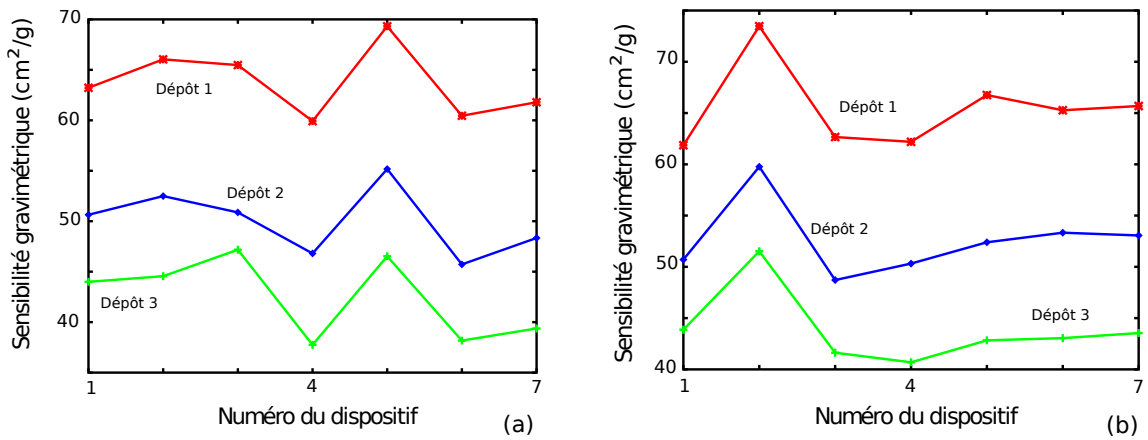 70
60
50
40
Sensibilité gravimétrique (cm²/g)
Dépôt 1
Dépôt 2
Dépôt 3
1
4
7
Numéro du dispositif
(a)
70
60
50
40
Sensibilité gravimétrique (cm²/g)
Dépôt 1
Dépôt 2
Dépôt 3
1
4
7
Numéro du dispositif
(b)